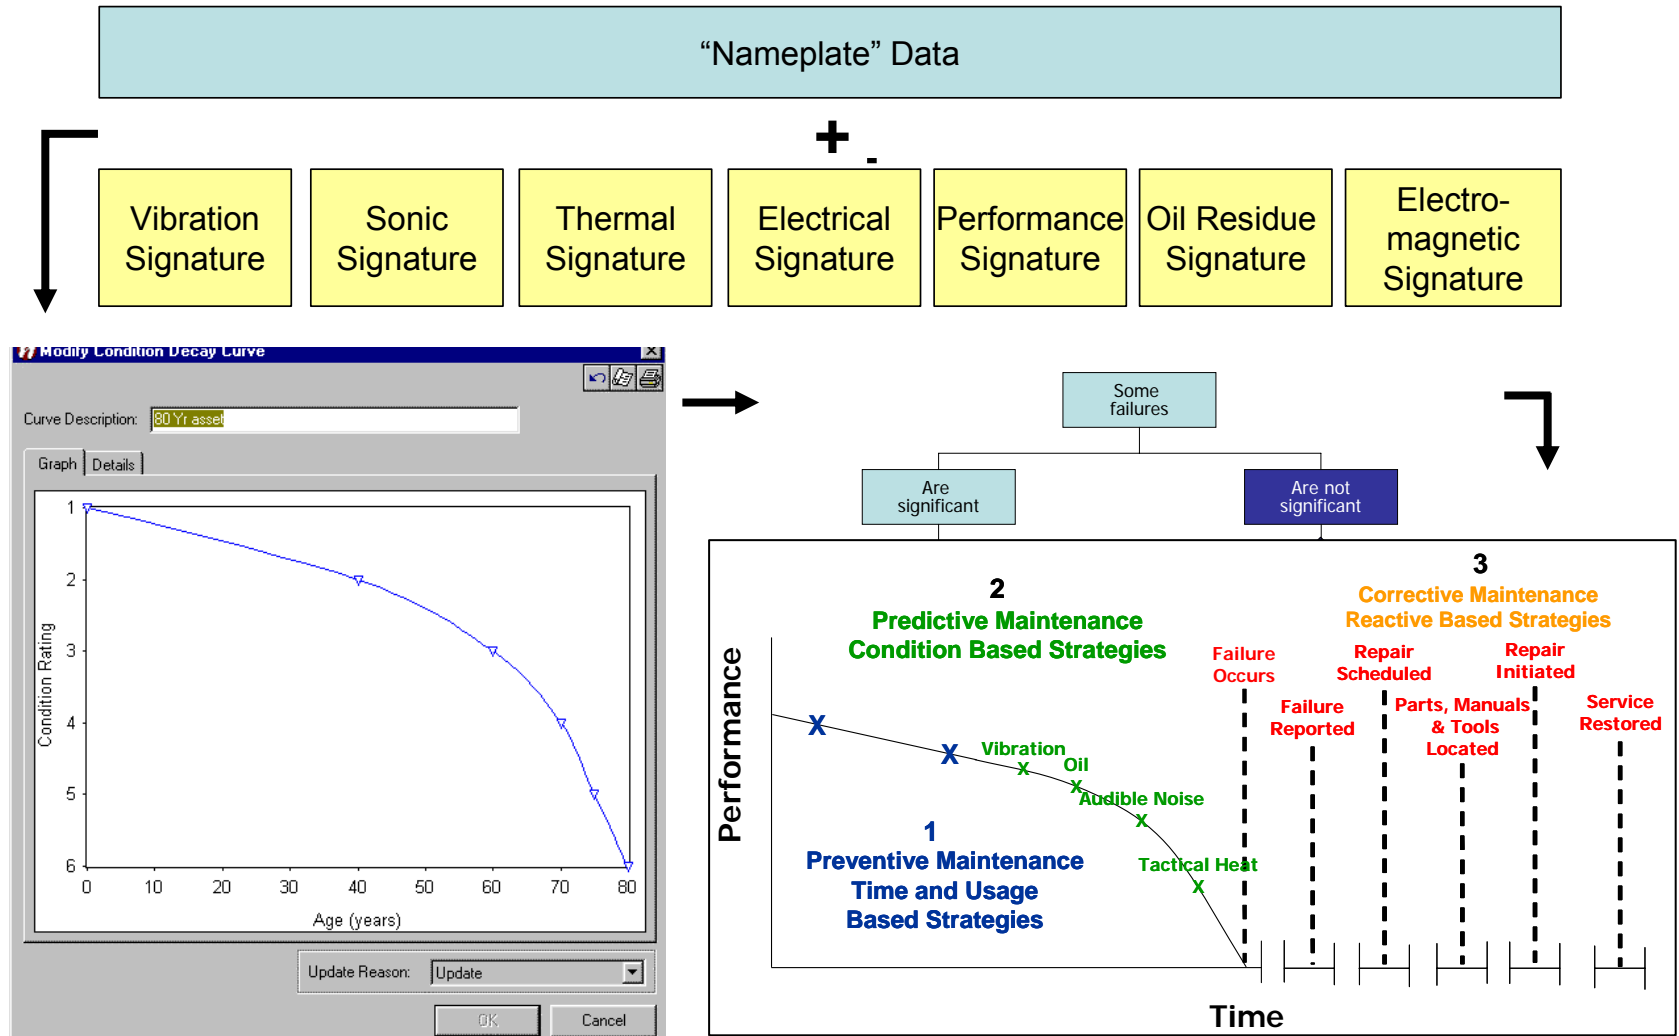 “Nameplate” Data
+
-
Vibration
Signature
Sonic
Signature
Thermal
Signature
Electrical
Signature
Performance
Signature
Oil Residue
Signature
Electro-
magnetic
Signature
Modify Condition Decay Curve
Curve Description:
80 Yr asset
Graph
Details
Condition Rating
1
2
3
4
5
6
0
10
20
30
40
50
60
70
80
Age (years)
Update Reason:
Update
OK
Cancel
Some
failures
Are
significant
Are not
significant
2
Predictive Maintenance
Condition Based Strategies
3
Corrective Maintenance
Reactive Based Strategies
Performance
Failure
Occurs
Failure
Reported
Repair
Scheduled
Parts, Manuals
& Tools
Located
Repair
Initiated
Service
Restored
X
X
Vibration
X
Oil
X
Audible Noise
X
Tactical Heat
X
1
Preventive Maintenance
Time and Usage
Based Strategies
Time